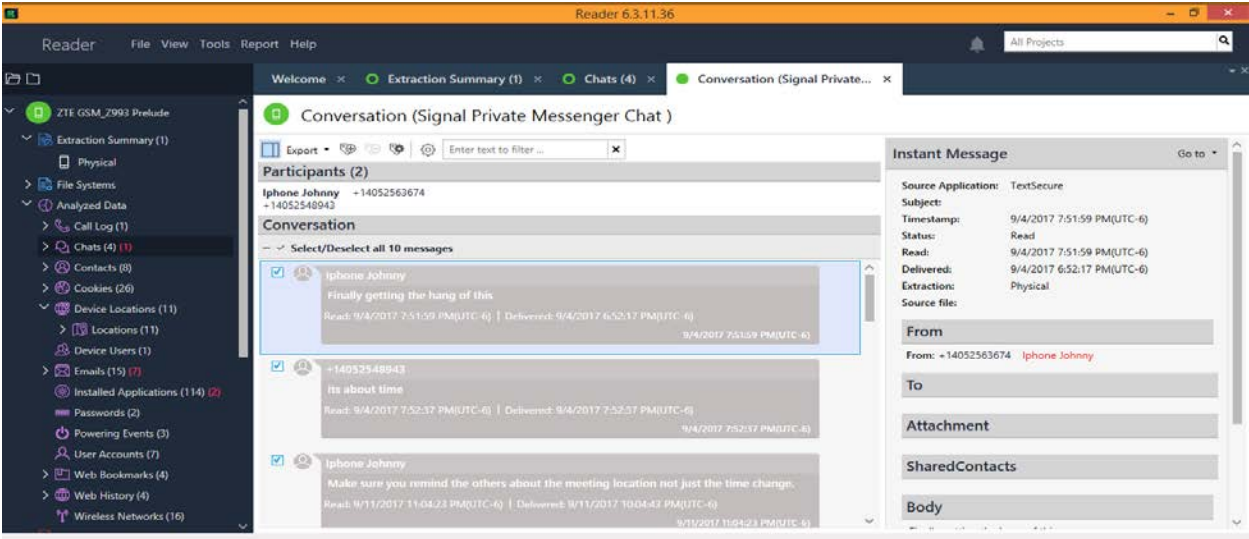 Reader 6.3.11.36
Reader File View Tools Report Help
All Projects
Welcome × Extraction Summary (1) × Chats (4) × Conversation (Signal Private... ×
ZTE GSM_Z993 Prelude
Extraction Summary (1)
Physical
File Systems
Analyzed Data
Call Log (1)
Chats (4) (1)
Contacts (8)
Cookies (26)
Device Locations (11)
Locations (11)
Device Users (1)
Emails (15) (7)
Installed Applications (114) (2)
Passwords (2)
Powering Events (3)
User Accounts (7)
Web Bookmarks (4)
Web History (4)
Wireless Networks (16)
Conversation (Signal Private Messenger Chat )
Export
Enter text to filter ...
Participants (2)
Iphone Johnny +14052563674
+14052548943
Conversation
Select/Deselect all 10 messages
Iphone Johnny
Finally getting the hang of this
Read: 9/4/2017 7:51:59 PM(UTC-6) | Delivered: 9/4/2017 6:52:17 PM(UTC-6)
9/4/2017 7:51:59 PM(UTC-6)
+14052548943
its about time
Read: 9/4/2017 7:52:37 PM(UTC-6) | Delivered: 9/4/2017 7:52:37 PM(UTC-6)
9/4/2017 7:52:37 PM(UTC-6)
Iphone Johnny
Make sure you remind the others about the meeting location not just the time change.
Read: 9/11/2017 11:04:23 PM(UTC-6) | Delivered: 9/11/2017 10:04:43 PM(UTC-6)
9/11/2017 11:04:23 PM(UTC-6)
Instant Message
Go to
Source Application: TextSecure
Subject:
Timestamp: 9/4/2017 7:51:59 PM(UTC-6)
Status: Read
Read: 9/4/2017 7:51:59 PM(UTC-6)
Delivered: 9/4/2017 6:52:17 PM(UTC-6)
Extraction: Physical
Source file:
From
From: +14052563674 Iphone Johnny
To
Attachment
SharedContacts
Body